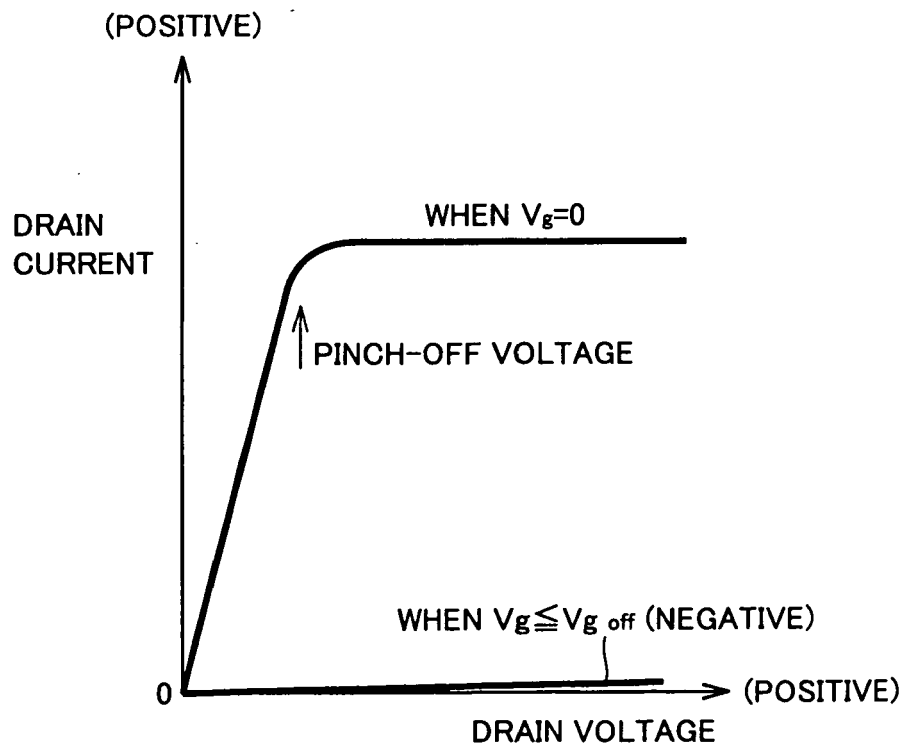 (POSITIVE)
DRAIN
CURRENT
WHEN Vg=0
PINCH-OFF VOLTAGE
WHEN Vg≦Vg off (NEGATIVE)
0
(POSITIVE)
DRAIN VOLTAGE